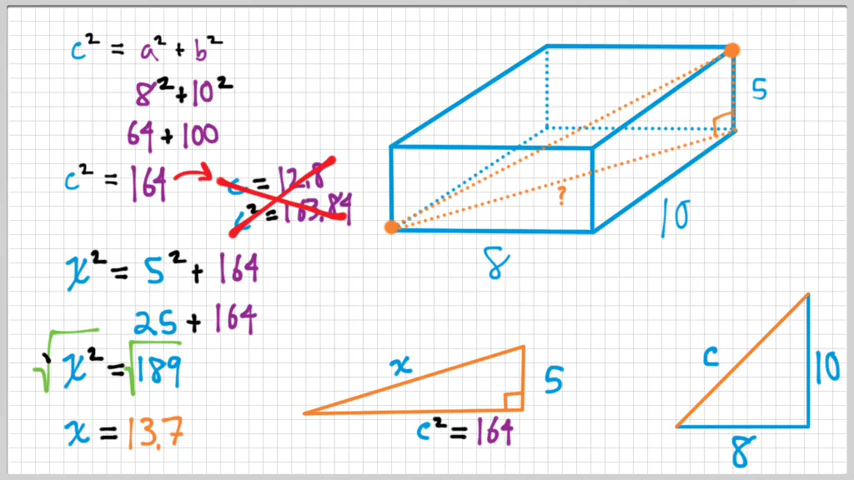 c² = a² + b²
8² + 10²
64 + 100
c² = 164
c = 12.8
c² = 163.84
x² = 5² + 164
25 + 164
√x² = √189
x = 13.7
5
?
10
8
x
5
c² = 164
c
10
8